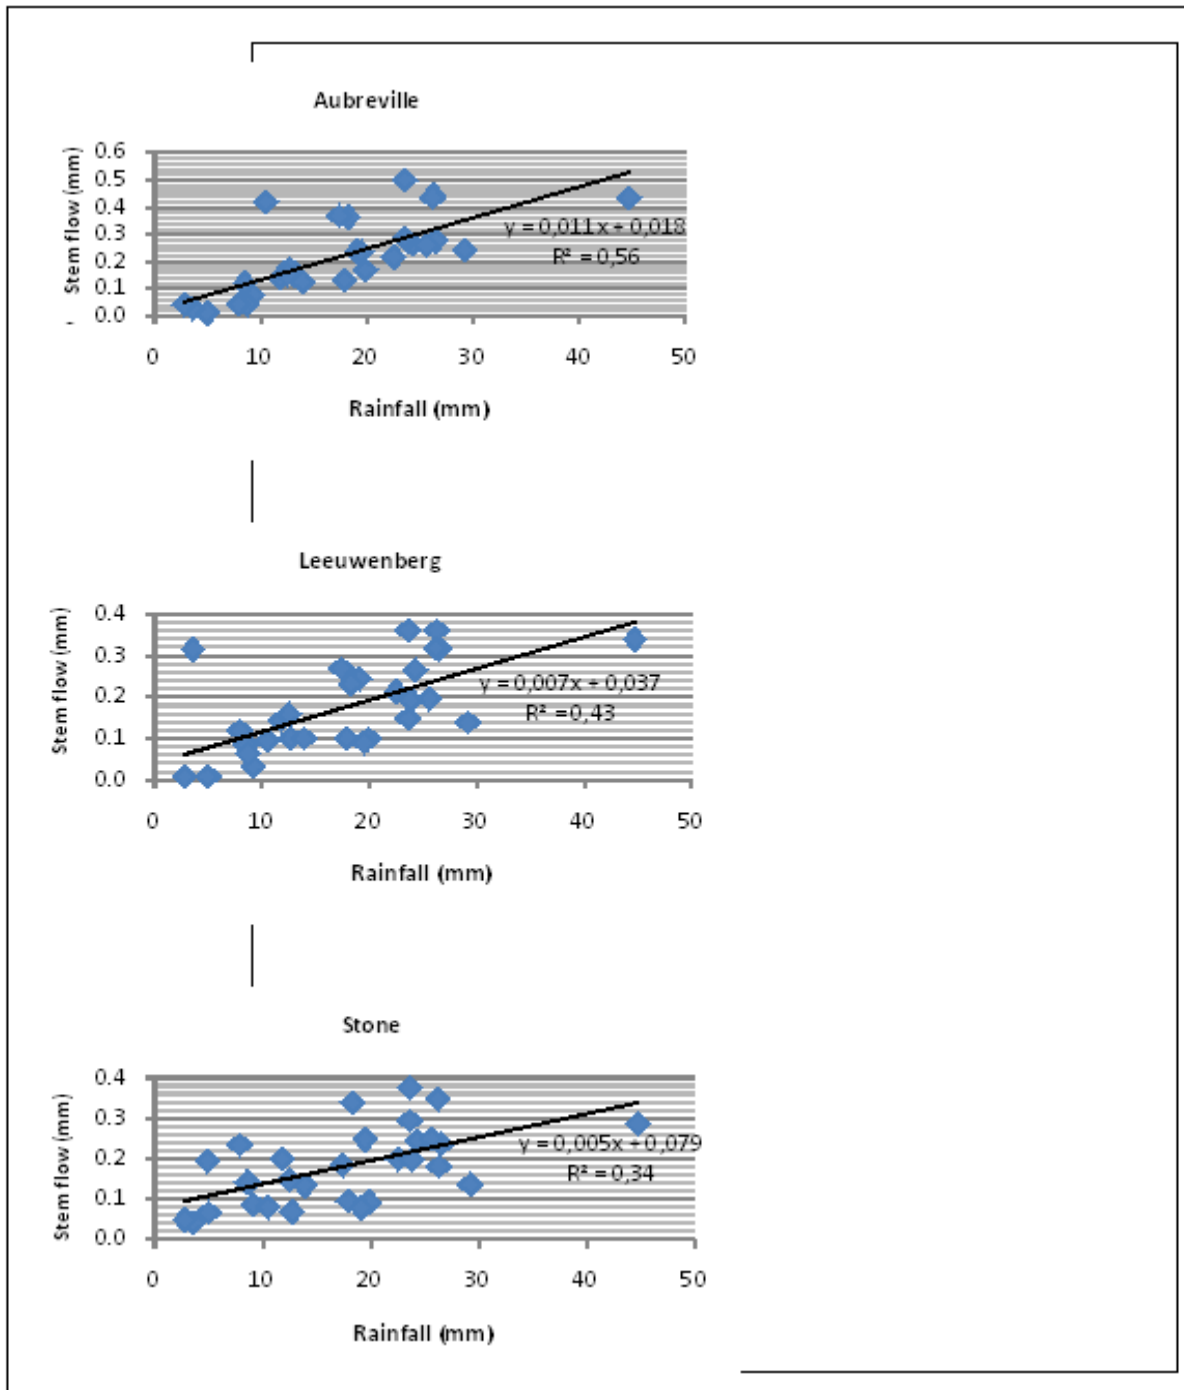 Aubreville
Stem flow (mm)
0.6
0.5
0.4
0.3
0.2
0.1
0.0
y = 0,011x + 0,018
R² = 0,56
0 10 20 30 40 50
Rainfall (mm)
Leeuwenberg
Stem flow (mm)
0.4
0.3
0.2
0.1
0.0
y = 0,007x + 0,037
R² = 0,43
0 10 20 30 40 50
Rainfall (mm)
Stone
Stem flow (mm)
0.4
0.3
0.2
0.1
0.0
y = 0,005x + 0,079
R² = 0,34
0 10 20 30 40 50
Rainfall (mm)